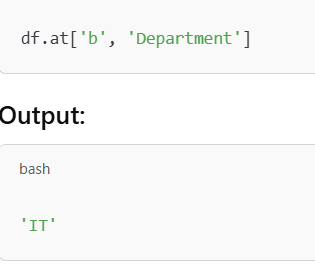 df.at['b', 'Department']
Output:
bash
'IT'